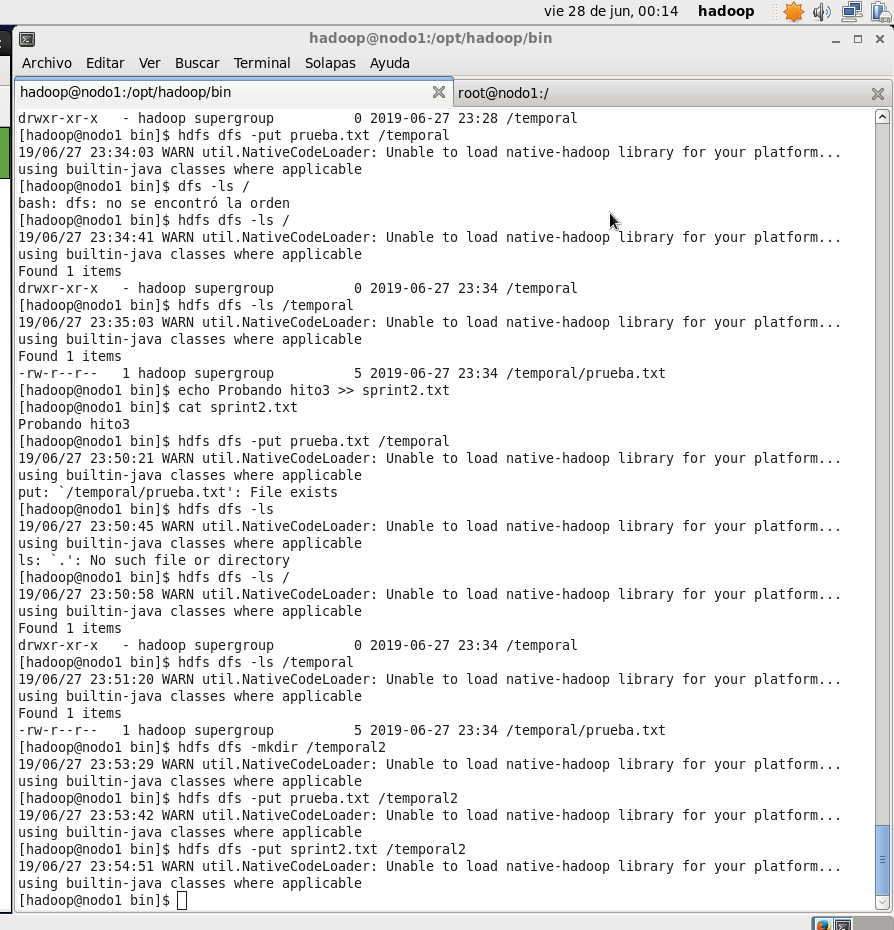 vie 28 de jun, 00:14 hadoop
hadoop@nodo1:/opt/hadoop/bin
Archivo Editar Ver Buscar Terminal Solapas Ayuda
hadoop@nodo1:/opt/hadoop/bin root@nodo1:/
drwxr-xr-x   - hadoop supergroup          0 2019-06-27 23:28 /temporal
[hadoop@nodo1 bin]$ hdfs dfs -put prueba.txt /temporal
19/06/27 23:34:03 WARN util.NativeCodeLoader: Unable to load native-hadoop library for your platform...
using builtin-java classes where applicable
[hadoop@nodo1 bin]$ dfs -ls /
bash: dfs: no se encontró la orden
[hadoop@nodo1 bin]$ hdfs dfs -ls /
19/06/27 23:34:41 WARN util.NativeCodeLoader: Unable to load native-hadoop library for your platform...
using builtin-java classes where applicable
Found 1 items
drwxr-xr-x   - hadoop supergroup          0 2019-06-27 23:34 /temporal
[hadoop@nodo1 bin]$ hdfs dfs -ls /temporal
19/06/27 23:35:03 WARN util.NativeCodeLoader: Unable to load native-hadoop library for your platform...
using builtin-java classes where applicable
Found 1 items
-rw-r--r--   1 hadoop supergroup          5 2019-06-27 23:34 /temporal/prueba.txt
[hadoop@nodo1 bin]$ echo Probando hito3 >> sprint2.txt
[hadoop@nodo1 bin]$ cat sprint2.txt
Probando hito3
[hadoop@nodo1 bin]$ hdfs dfs -put prueba.txt /temporal
19/06/27 23:50:21 WARN util.NativeCodeLoader: Unable to load native-hadoop library for your platform...
using builtin-java classes where applicable
put: `/temporal/prueba.txt': File exists
[hadoop@nodo1 bin]$ hdfs dfs -ls
19/06/27 23:50:45 WARN util.NativeCodeLoader: Unable to load native-hadoop library for your platform...
using builtin-java classes where applicable
ls: `.': No such file or directory
[hadoop@nodo1 bin]$ hdfs dfs -ls /
19/06/27 23:50:58 WARN util.NativeCodeLoader: Unable to load native-hadoop library for your platform...
using builtin-java classes where applicable
Found 1 items
drwxr-xr-x   - hadoop supergroup          0 2019-06-27 23:34 /temporal
[hadoop@nodo1 bin]$ hdfs dfs -ls /temporal
19/06/27 23:51:20 WARN util.NativeCodeLoader: Unable to load native-hadoop library for your platform...
using builtin-java classes where applicable
Found 1 items
-rw-r--r--   1 hadoop supergroup          5 2019-06-27 23:34 /temporal/prueba.txt
[hadoop@nodo1 bin]$ hdfs dfs -mkdir /temporal2
19/06/27 23:53:29 WARN util.NativeCodeLoader: Unable to load native-hadoop library for your platform...
using builtin-java classes where applicable
[hadoop@nodo1 bin]$ hdfs dfs -put prueba.txt /temporal2
19/06/27 23:53:42 WARN util.NativeCodeLoader: Unable to load native-hadoop library for your platform...
using builtin-java classes where applicable
[hadoop@nodo1 bin]$ hdfs dfs -put sprint2.txt /temporal2
19/06/27 23:54:51 WARN util.NativeCodeLoader: Unable to load native-hadoop library for your platform...
using builtin-java classes where applicable
[hadoop@nodo1 bin]$